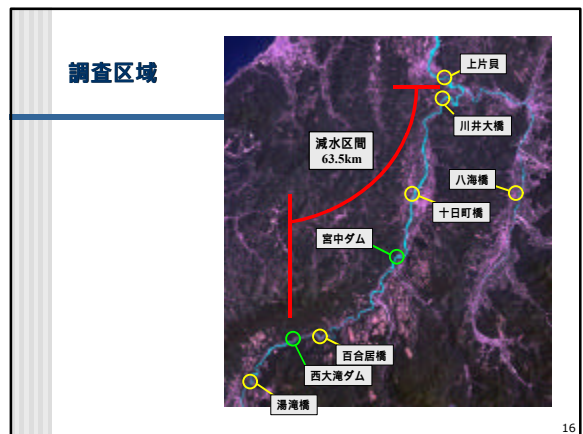 調査区域
上片貝
川井大橋
減水区間
63.5km
八海橋
十日町橋
宮中ダム
百合居橋
西大滝ダム
湯滝橋
16